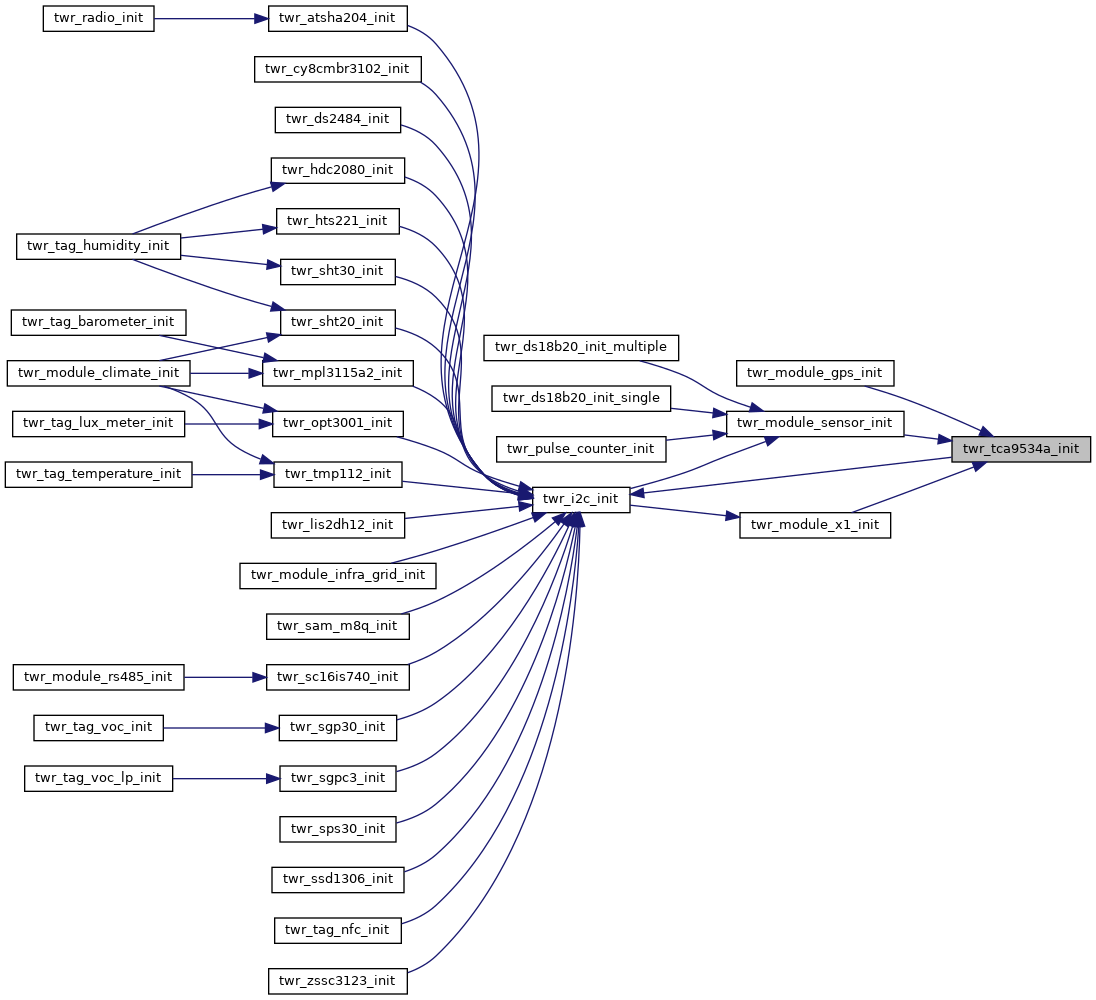 twr_radio_init
twr_atsha204_init
twr_cy8cmbr3102_init
twr_ds2484_init
twr_hdc2080_init
twr_hts221_init
twr_tag_humidity_init
twr_sht30_init
twr_tag_barometer_init
twr_sht20_init
twr_ds18b20_init_multiple
twr_module_climate_init
twr_mpl3115a2_init
twr_module_gps_init
twr_ds18b20_init_single
twr_tag_lux_meter_init
twr_opt3001_init
twr_module_sensor_init
twr_pulse_counter_init
twr_tca9534a_init
twr_tag_temperature_init
twr_tmp112_init
twr_i2c_init
twr_lis2dh12_init
twr_module_x1_init
twr_module_infra_grid_init
twr_sam_m8q_init
twr_module_rs485_init
twr_sc16is740_init
twr_tag_voc_init
twr_sgp30_init
twr_tag_voc_lp_init
twr_sgpc3_init
twr_sps30_init
twr_ssd1306_init
twr_tag_nfc_init
twr_zssc3123_init